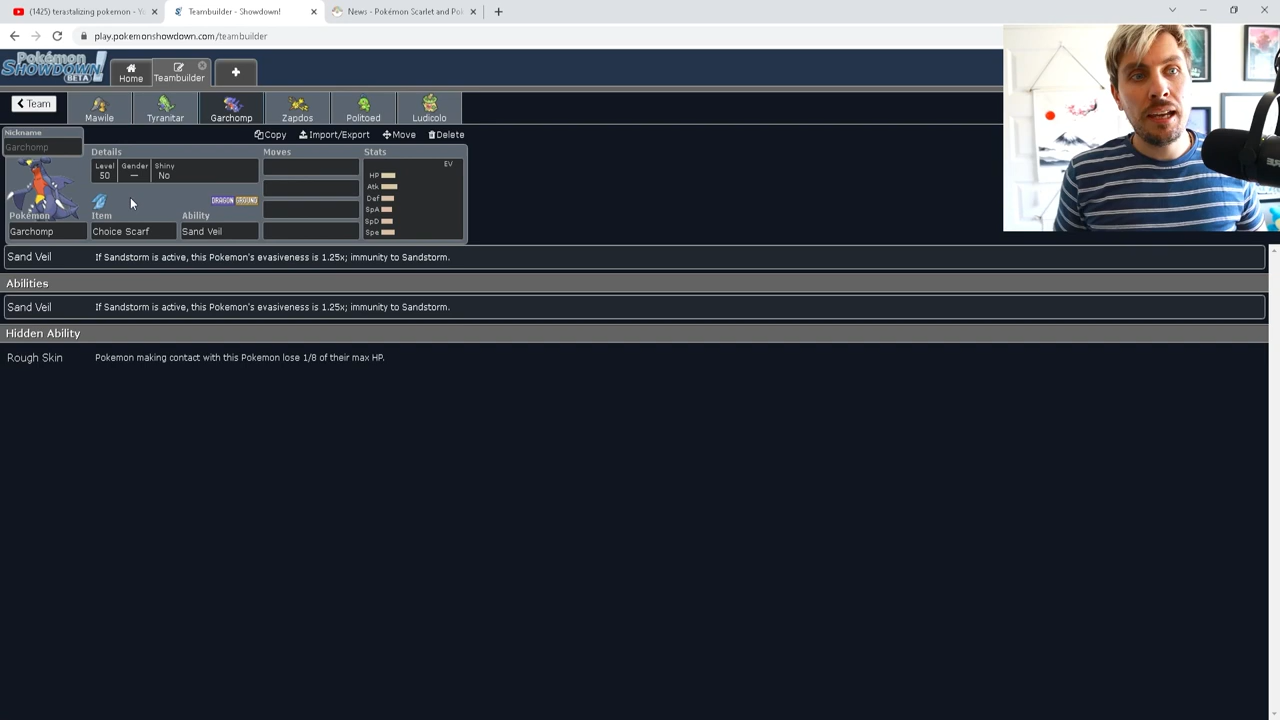 (1425) terastalizing pokemon - Y
Teambuilder - Showdown!
News - Pokémon Scarlet and Pok
play.pokemonshowdown.com/teambuilder
Pokémon
SHOWDOWN!
BETA
Home
Teambuilder
Team
Mawile
Tyranitar
Garchomp
Zapdos
Politoed
Ludicolo
Nickname
Garchomp
Copy
Import/Export
Move
Delete
Details
Moves
Stats
Level
Gender
Shiny
50
—
No
EV
HP
Atk
Def
SpA
SpD
Spe
DRAGON GROUND
Pokémon
Item
Ability
Garchomp
Choice Scarf
Sand Veil
Sand Veil If Sandstorm is active, this Pokemon's evasiveness is 1.25x; immunity to Sandstorm.
Abilities
Sand Veil If Sandstorm is active, this Pokemon's evasiveness is 1.25x; immunity to Sandstorm.
Hidden Ability
Rough Skin Pokemon making contact with this Pokemon lose 1/8 of their max HP.